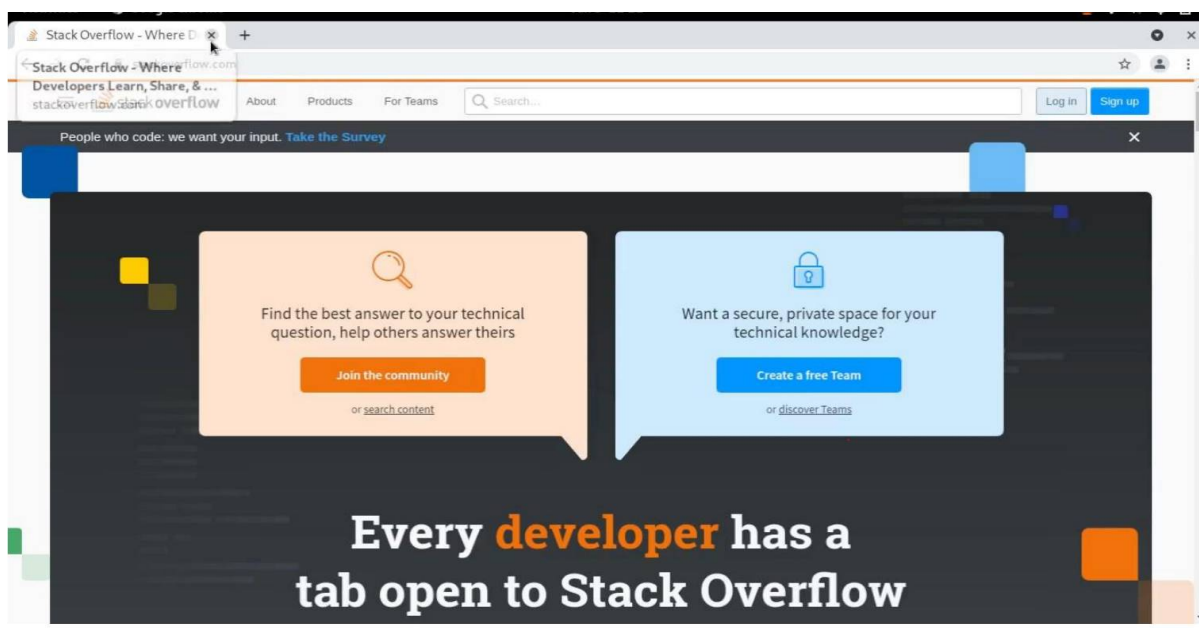 Stack Overflow - Where D
Stack Overflow - Where
Developers Learn, Share, & ...
stackoverflow.com
overflow
About Products For Teams Search... Log in Sign up
People who code: we want your input. Take the Survey
Find the best answer to your technical
question, help others answer theirs
Join the community
or search content
Want a secure, private space for your
technical knowledge?
Create a free Team
or discover Teams
Every developer has a
tab open to Stack Overflow